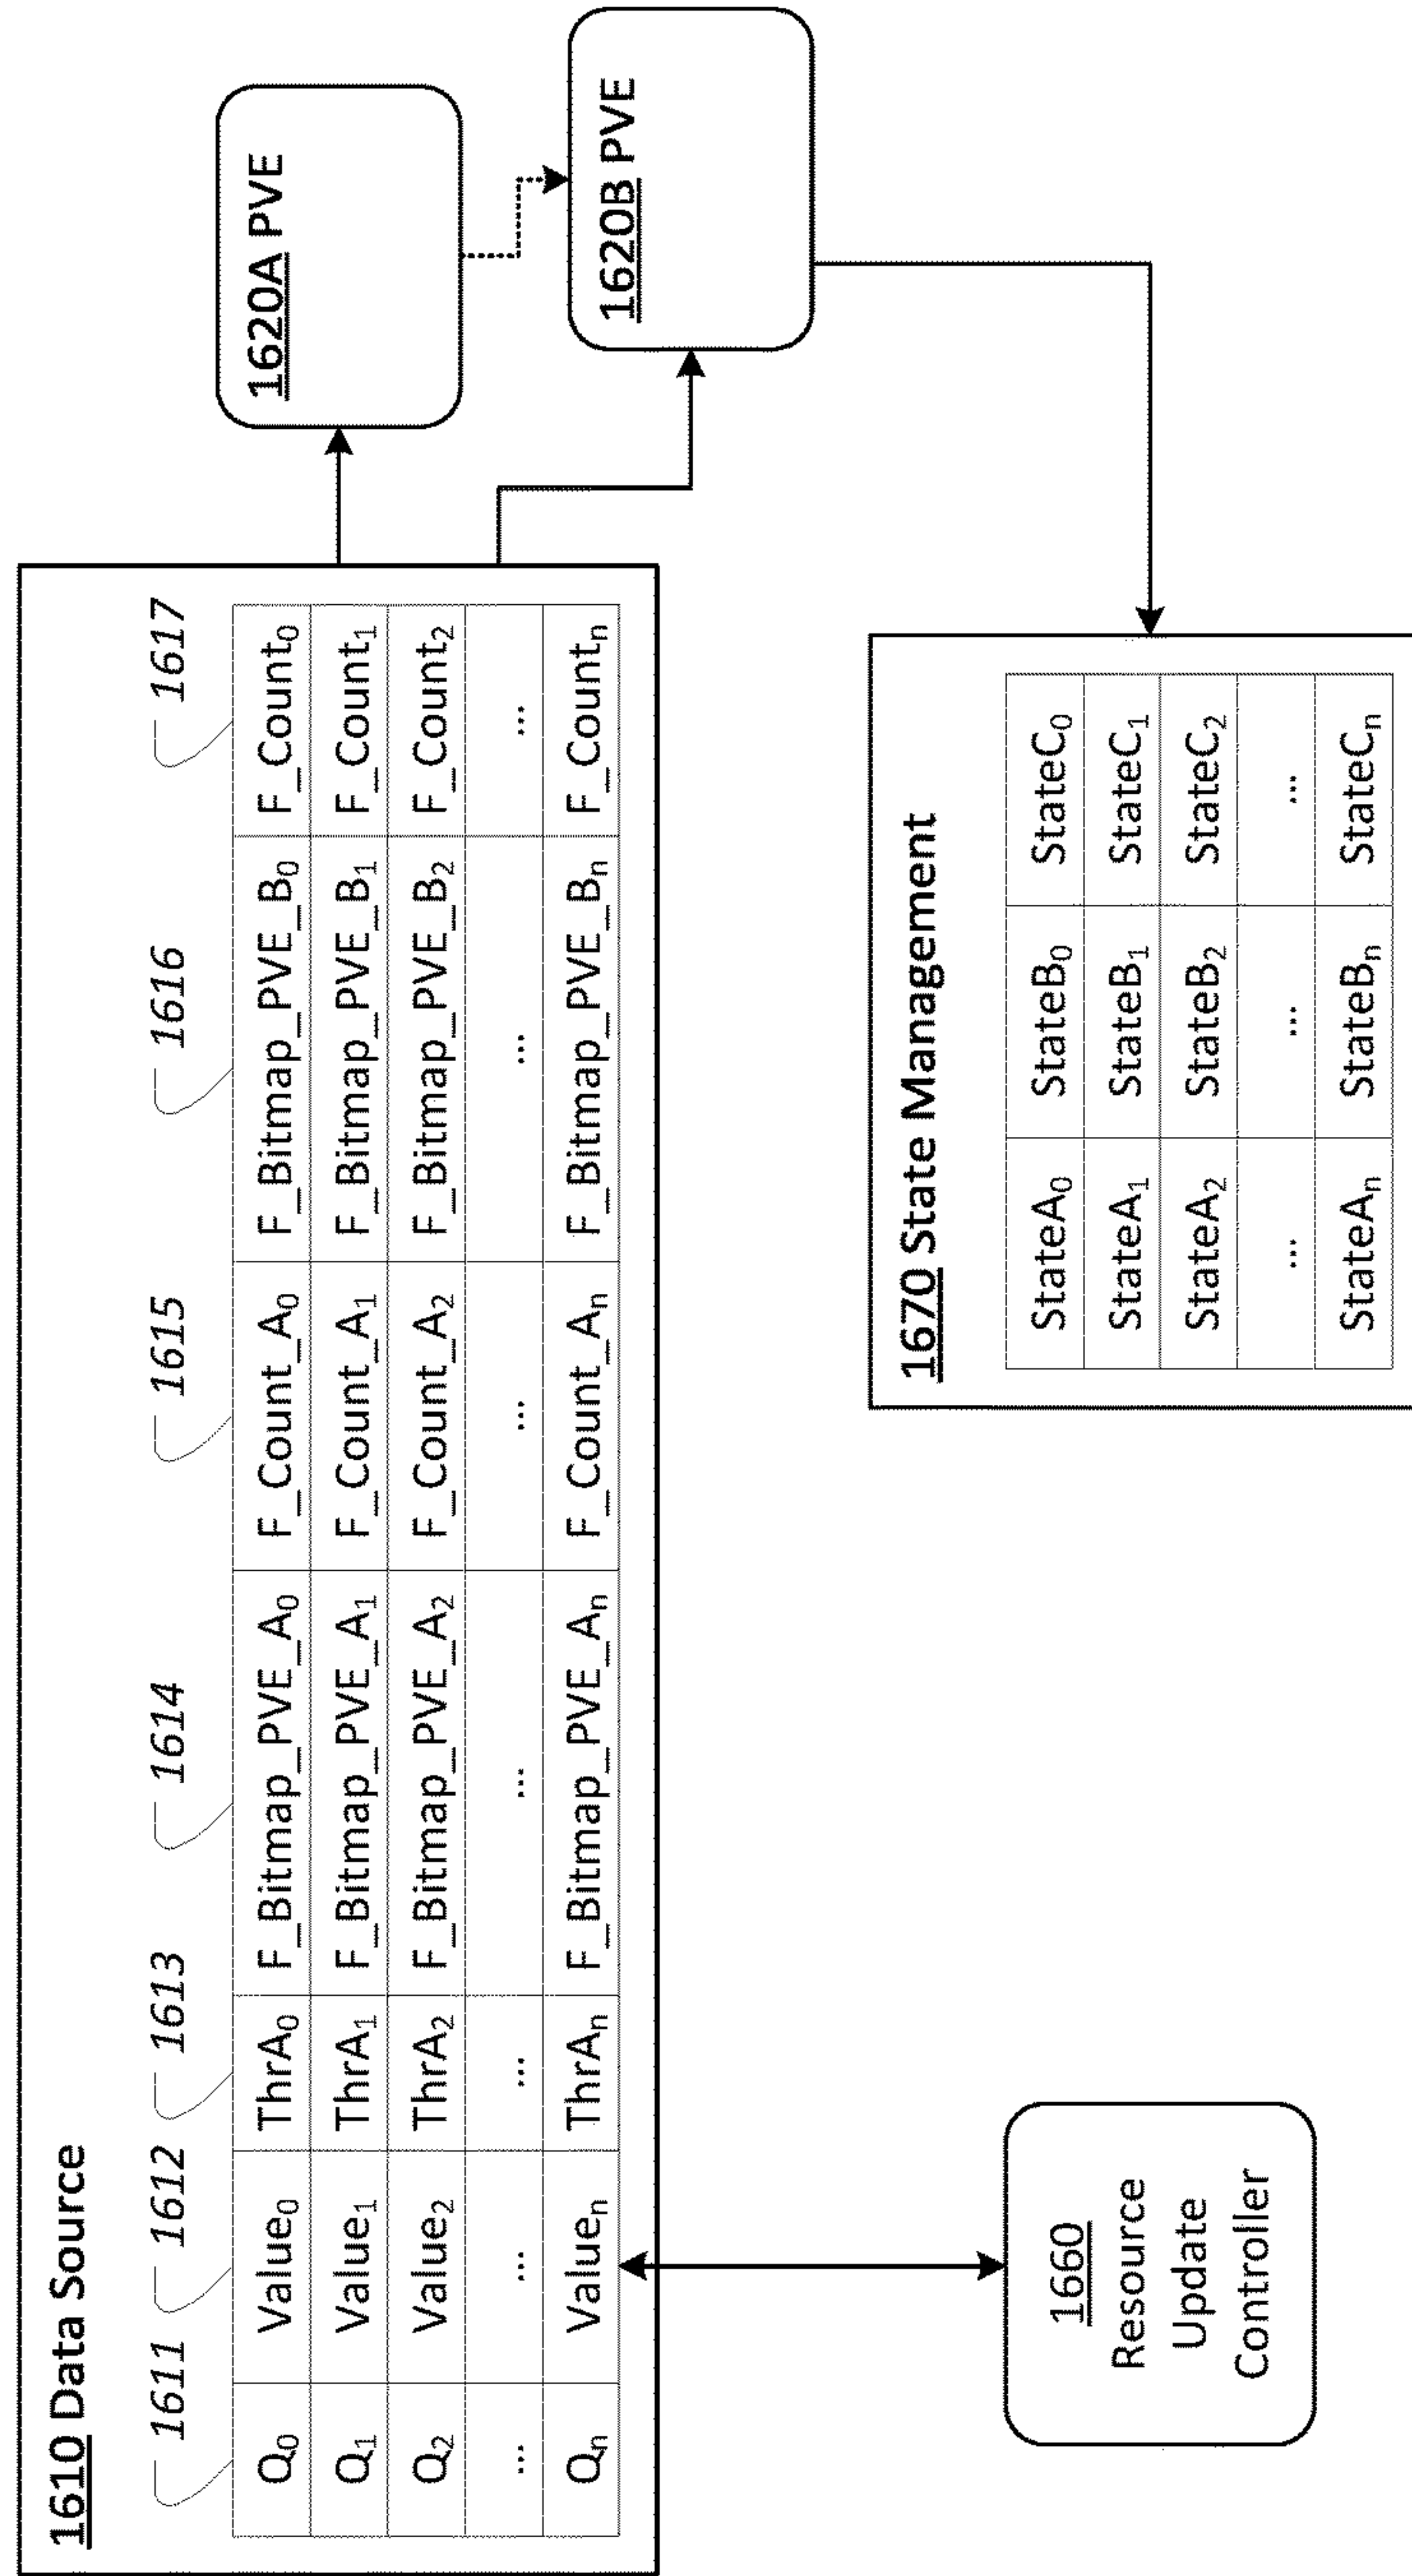 1610 Data Source
1611 1612 1613 1614 1615 1616 1617
Q₀ Value₀ ThrA₀ F_Bitmap_PVE_A₀ F_Count_A₀ F_Bitmap_PVE_B₀ F_Count₀
Q₁ Value₁ ThrA₁ F_Bitmap_PVE_A₁ F_Count_A₁ F_Bitmap_PVE_B₁ F_Count₁
Q₂ Value₂ ThrA₂ F_Bitmap_PVE_A₂ F_Count_A₂ F_Bitmap_PVE_B₂ F_Count₂
... ... ... ... ... ... ...
Qₙ Valueₙ ThrAₙ F_Bitmap_PVE_Aₙ F_Count_Aₙ F_Bitmap_PVE_Bₙ F_Countₙ
1620A PVE
1620B PVE
1660
Resource
Update
Controller
1670 State Management
StateA₀ StateB₀ StateC₀
StateA₁ StateB₁ StateC₁
StateA₂ StateB₂ StateC₂
... ... ...
StateAₙ StateBₙ StateCₙ